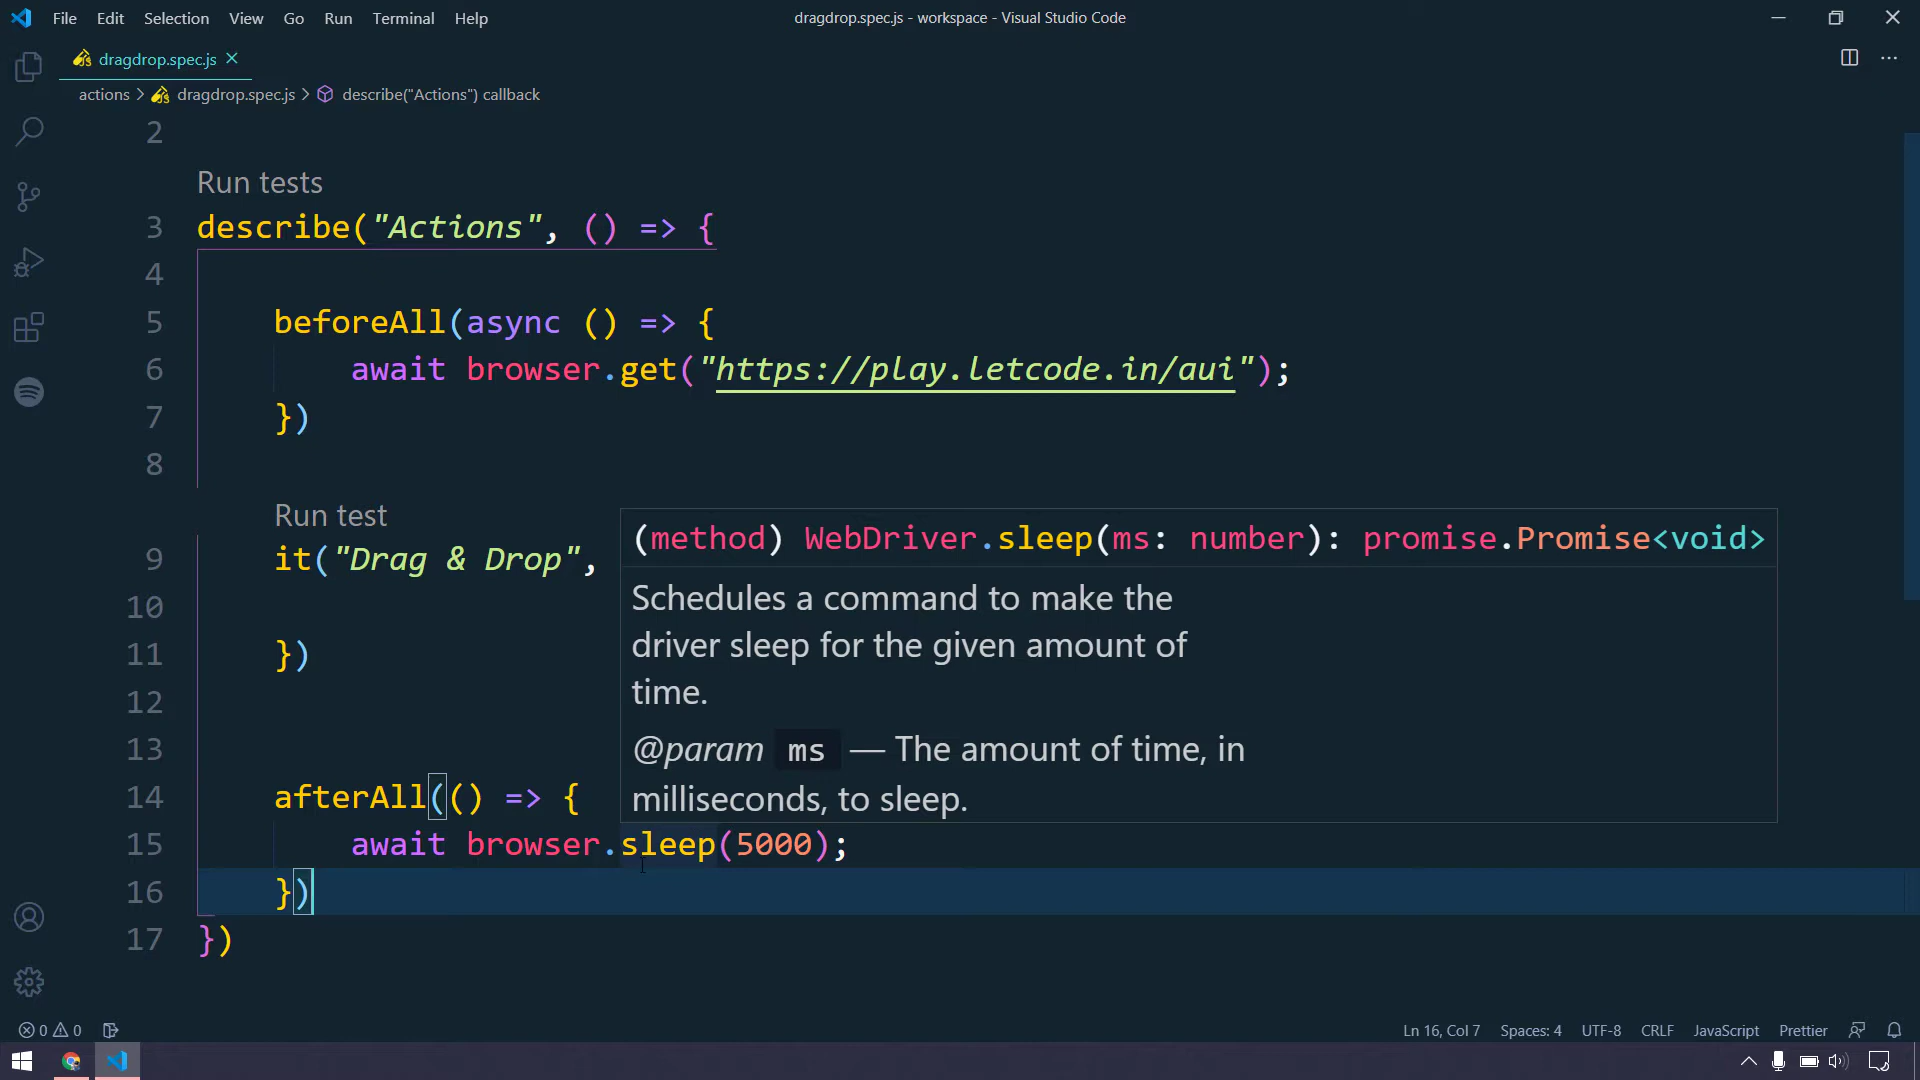 File Edit Selection View Go Run Terminal Help dragdrop.spec.js - workspace - Visual Studio Code
dragdrop.spec.js
actions > dragdrop.spec.js > describe("Actions") callback
2
Run tests
3 describe("Actions", () => {
4
5 beforeAll(async () => {
6 await browser.get("https://play.letcode.in/aui");
7 })
8
Run test
9 it("Drag & Drop",
10
11 })
12
13
14 afterAll(() => {
15 await browser.sleep(5000);
16 })
17 })
(method) WebDriver.sleep(ms: number): promise.Promise<void>
Schedules a command to make the
driver sleep for the given amount of
time.
@param ms — The amount of time, in
milliseconds, to sleep.
0 0 Ln 16, Col 7 Spaces: 4 UTF-8 CRLF JavaScript Prettier